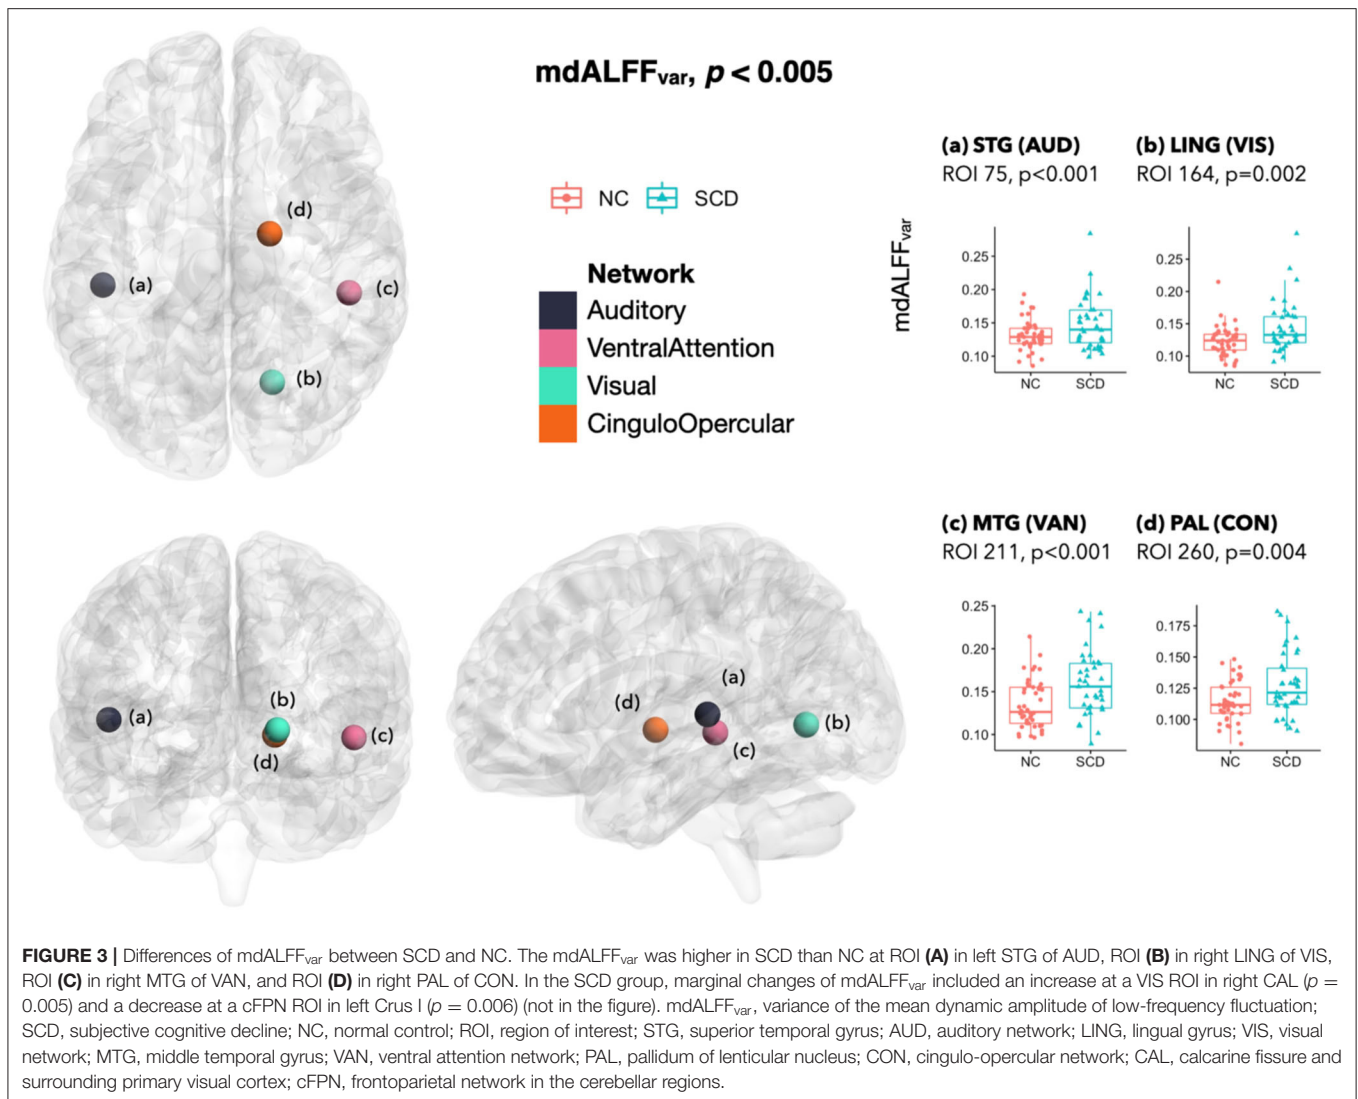 mdALFFvar, p < 0.005
NC
SCD
Network
Auditory
VentralAttention
Visual
CinguloOpercular
(d)
(a)
(c)
(b)
(b)
(a)
(c)
(d)
(a)
(d)
(b)
(c)
mdALFFvar
(a) STG (AUD)
ROI 75, p<0.001
0.25
0.20
0.15
0.10
NC
SCD
(b) LING (VIS)
ROI 164, p=0.002
0.25
0.20
0.15
0.10
NC
SCD
(c) MTG (VAN)
ROI 211, p<0.001
0.25
0.20
0.15
0.10
NC
SCD
(d) PAL (CON)
ROI 260, p=0.004
0.175
0.150
0.125
0.100
NC
SCD
FIGURE 3 | Differences of mdALFFvar between SCD and NC. The mdALFFvar was higher in SCD than NC at ROI (A) in left STG of AUD, ROI (B) in right LING of VIS,
ROI (C) in right MTG of VAN, and ROI (D) in right PAL of CON. In the SCD group, marginal changes of mdALFFvar included an increase at a VIS ROI in right CAL (p =
0.005) and a decrease at a cFPN ROI in left Crus I (p = 0.006) (not in the figure). mdALFFvar, variance of the mean dynamic amplitude of low-frequency fluctuation;
SCD, subjective cognitive decline; NC, normal control; ROI, region of interest; STG, superior temporal gyrus; AUD, auditory network; LING, lingual gyrus; VIS, visual
network; MTG, middle temporal gyrus; VAN, ventral attention network; PAL, pallidum of lenticular nucleus; CON, cingulo-opercular network; CAL, calcarine fissure and
surrounding primary visual cortex; cFPN, frontoparietal network in the cerebellar regions.